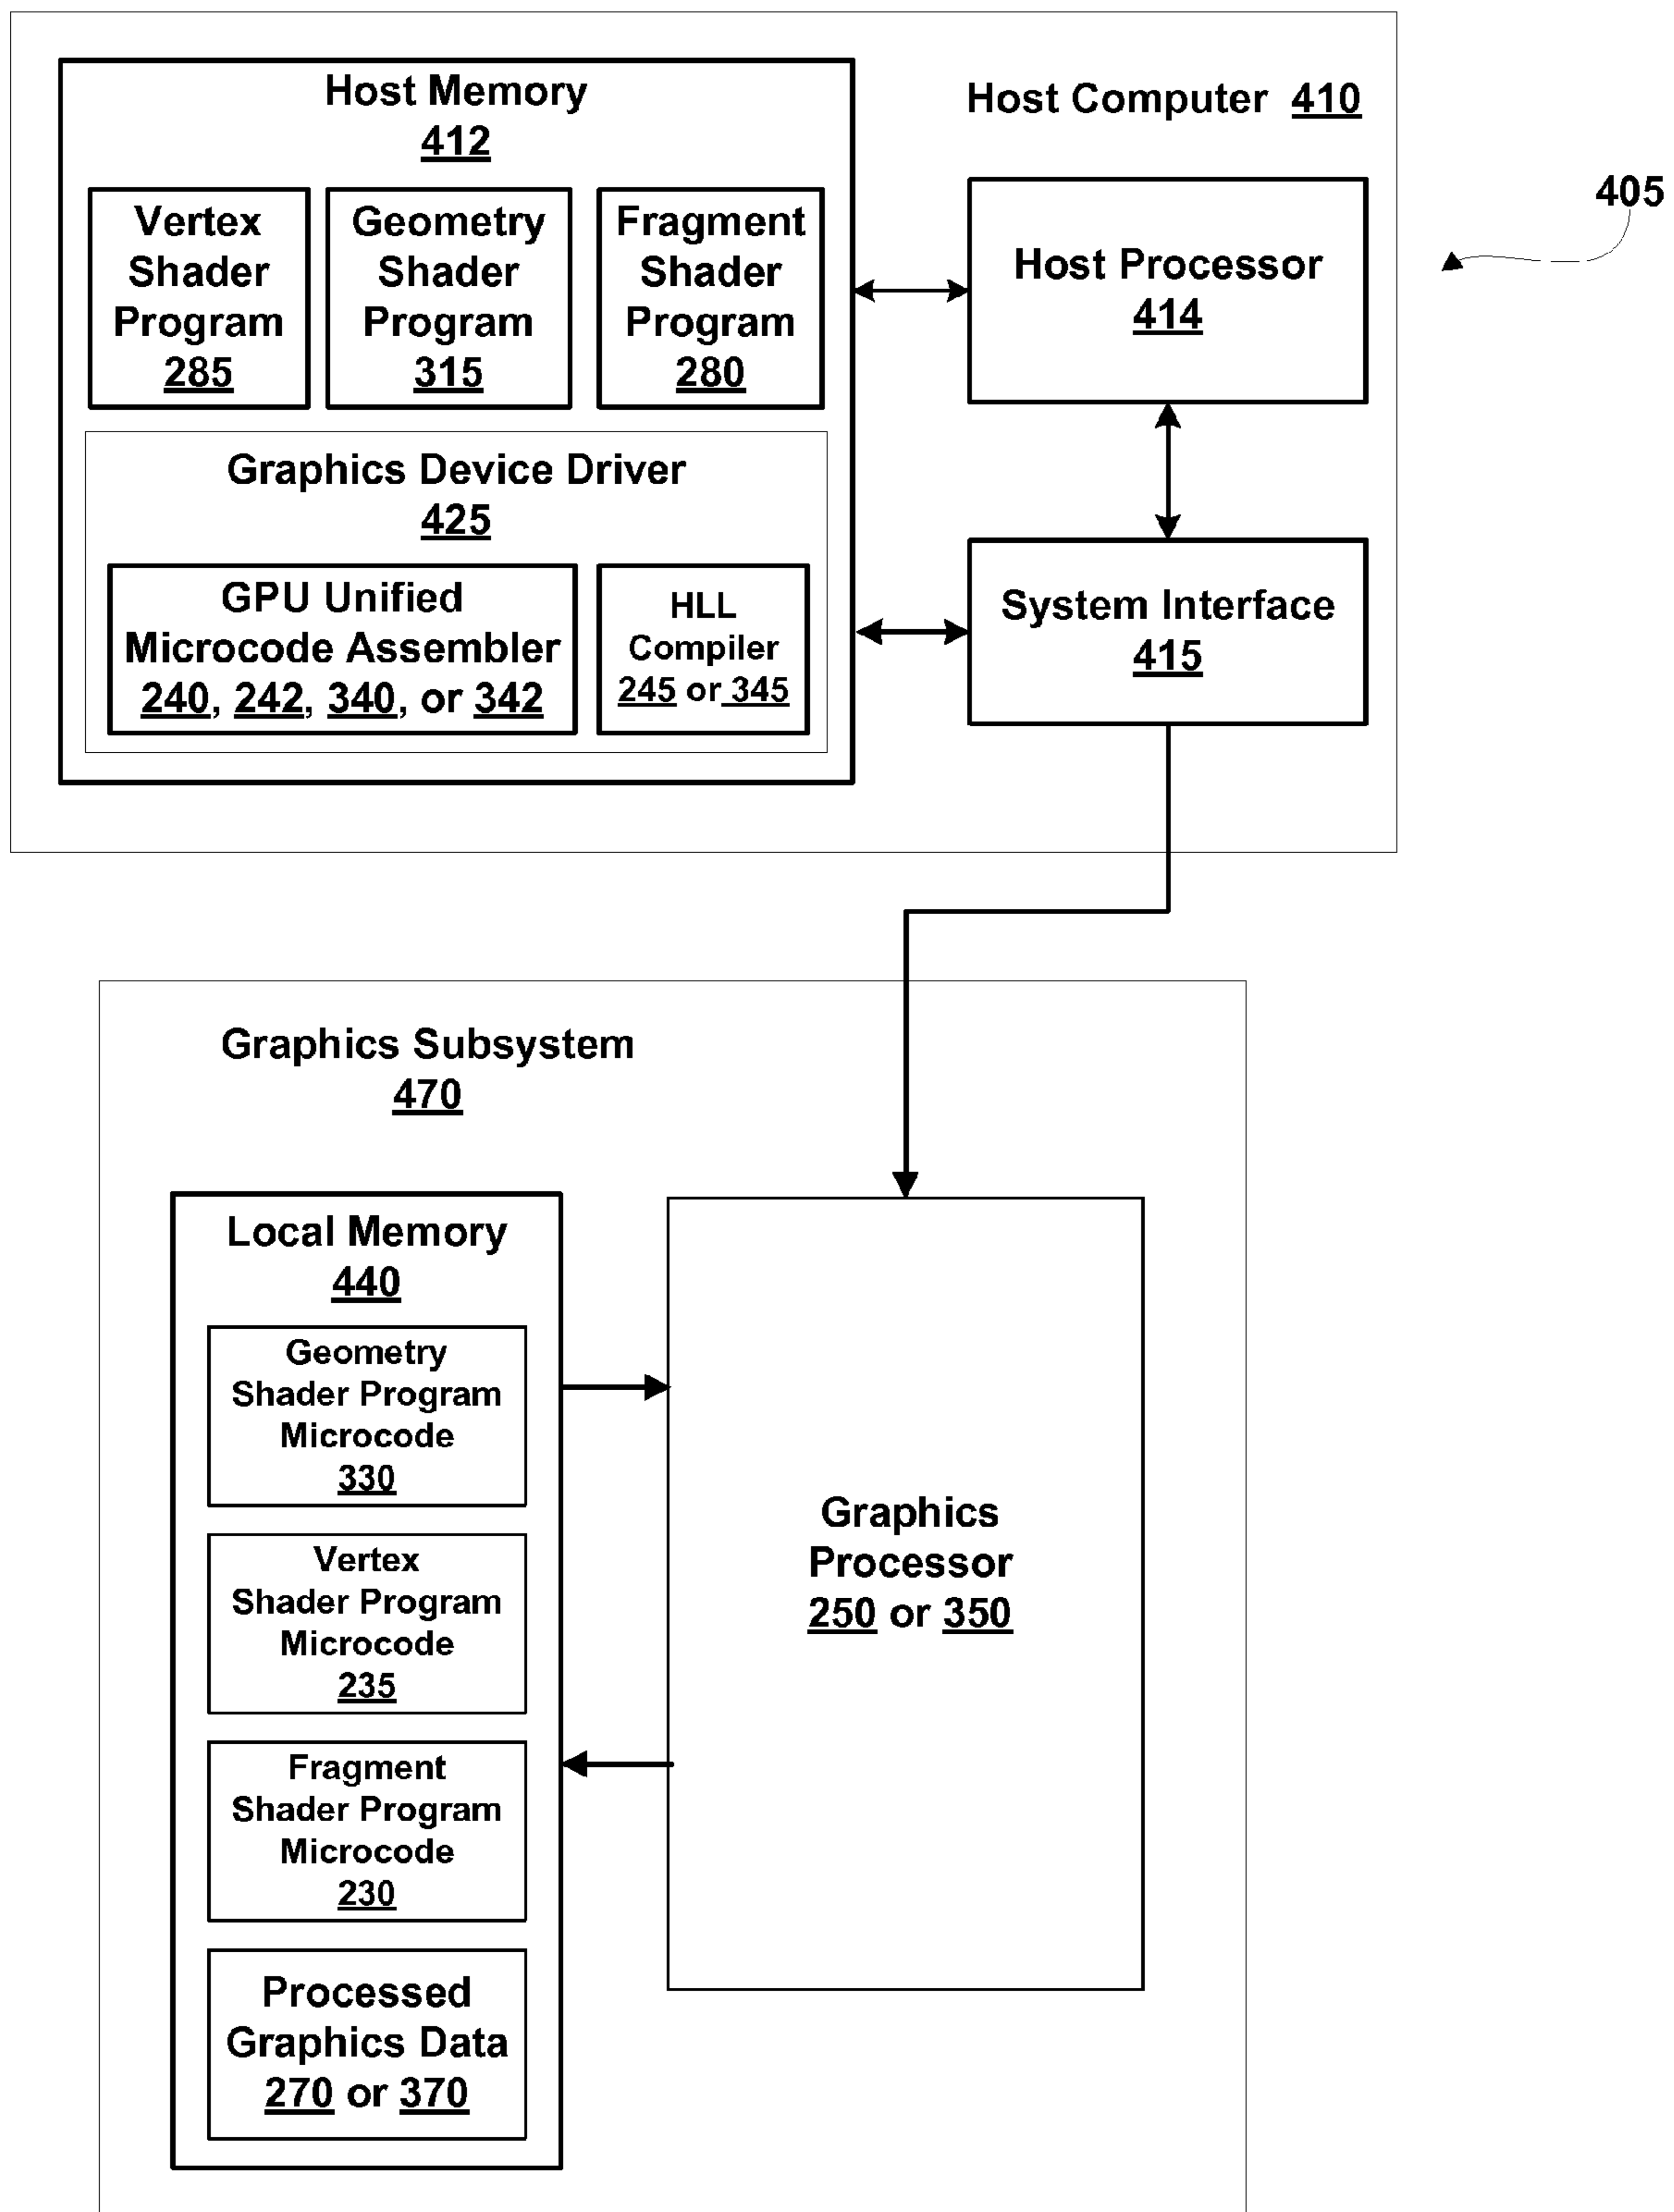 Host Memory
412
Host Computer 410
405
Vertex
Shader
Program
285
Geometry
Shader
Program
315
Fragment
Shader
Program
280
Host Processor
414
Graphics Device Driver
425
GPU Unified
Microcode Assembler
240, 242, 340, or 342
HLL
Compiler
245 or 345
System Interface
415
Graphics Subsystem
470
Local Memory
440
Geometry
Shader Program
Microcode
330
Vertex
Shader Program
Microcode
235
Fragment
Shader Program
Microcode
230
Processed
Graphics Data
270 or 370
Graphics
Processor
250 or 350